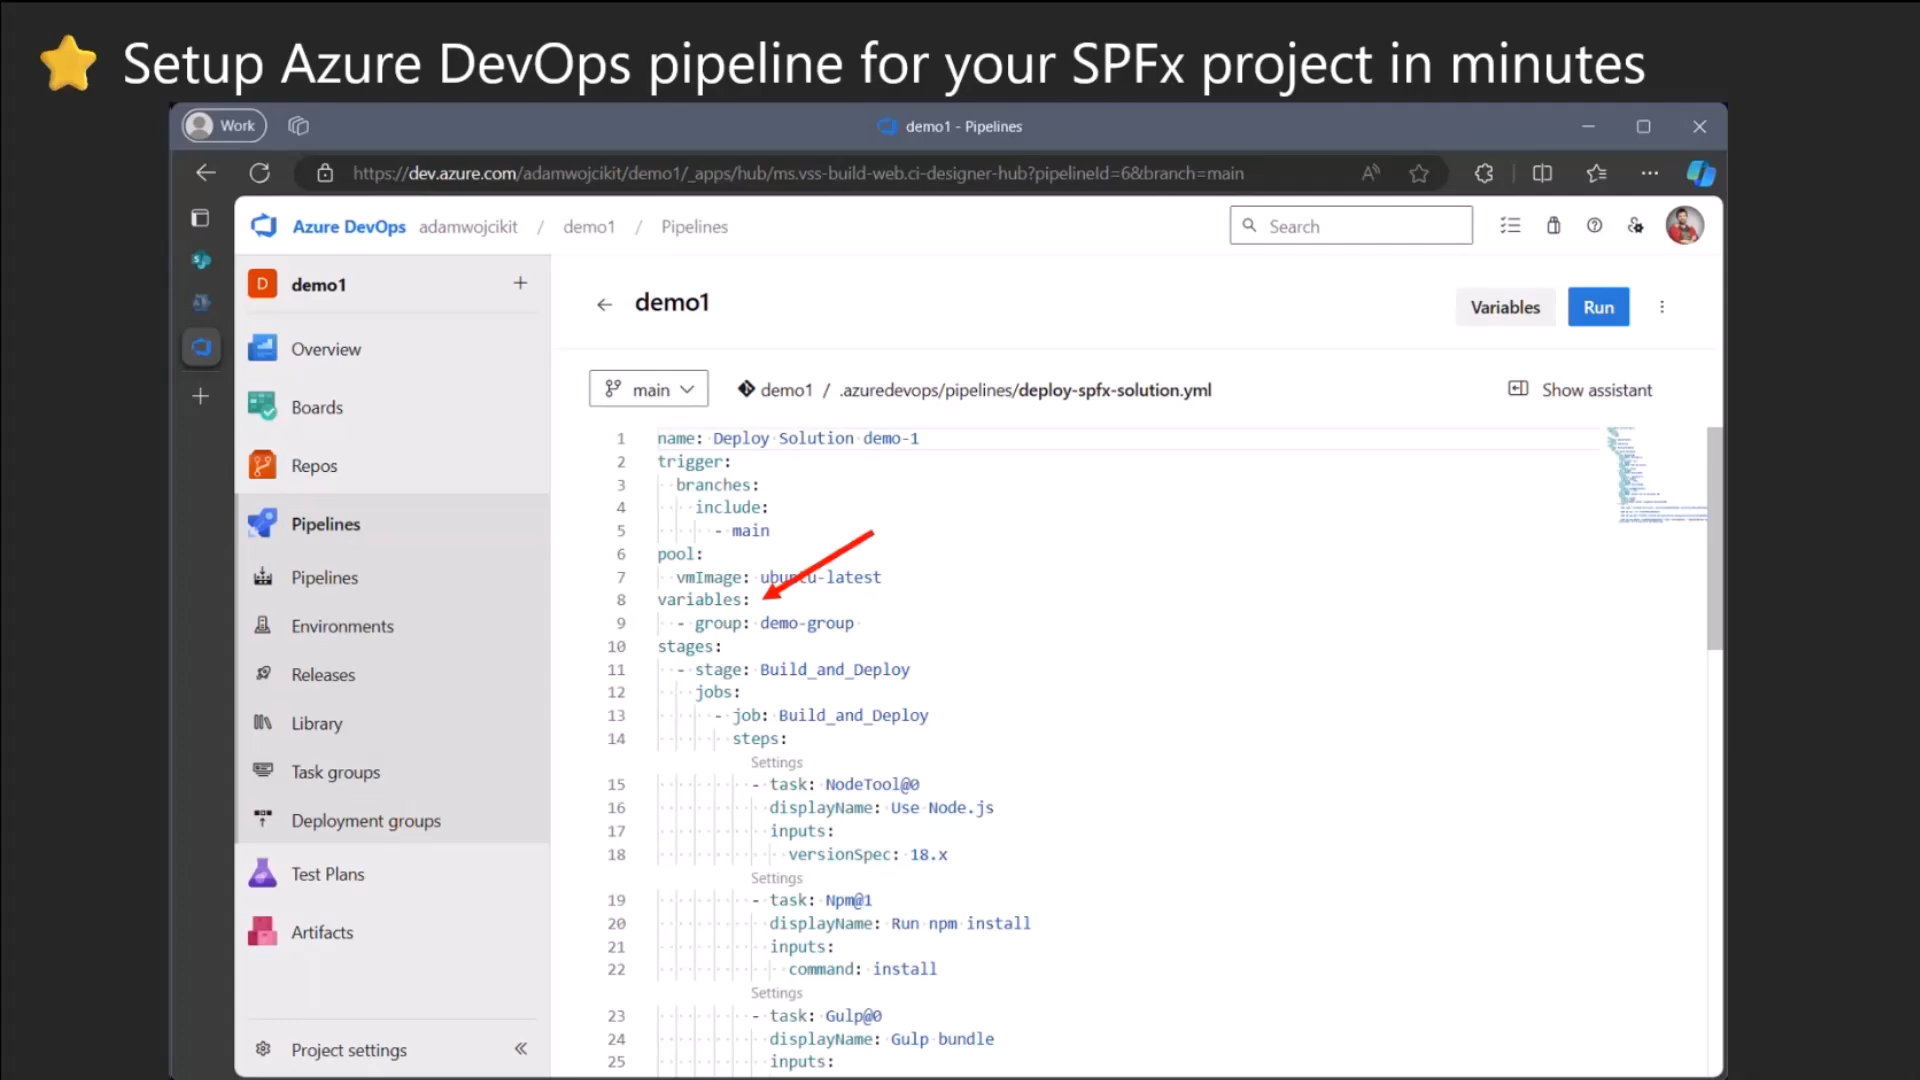 Setup Azure DevOps pipeline for your SPFx project in minutes
Work
demo1 - Pipelines
https://dev.azure.com/adamwojcikit/demo1/_apps/hub/ms.vss-build-web.ci-designer-hub?pipelineId=6&branch=main
Azure DevOps adamwojcikit / demo1 / Pipelines
Search
D demo1
Overview
Boards
Repos
Pipelines
Pipelines
Environments
Releases
Library
Task groups
Deployment groups
Test Plans
Artifacts
Project settings
demo1
Variables
Run
main
demo1 / .azuredevops/pipelines/deploy-spfx-solution.yml
Show assistant
1 name: Deploy Solution demo-1
2 trigger:
3 branches:
4 include:
5 - main
6 pool:
7 vmImage: ubuntu-latest
8 variables:
9 - group: demo-group
10 stages:
11 - stage: Build_and_Deploy
12 jobs:
13 - job: Build_and_Deploy
14 steps:
Settings
15 - task: NodeTool@0
16 displayName: Use Node.js
17 inputs:
18 versionSpec: 18.x
Settings
19 - task: Npm@1
20 displayName: Run npm install
21 inputs:
22 command: install
Settings
23 - task: Gulp@0
24 displayName: Gulp bundle
25 inputs: